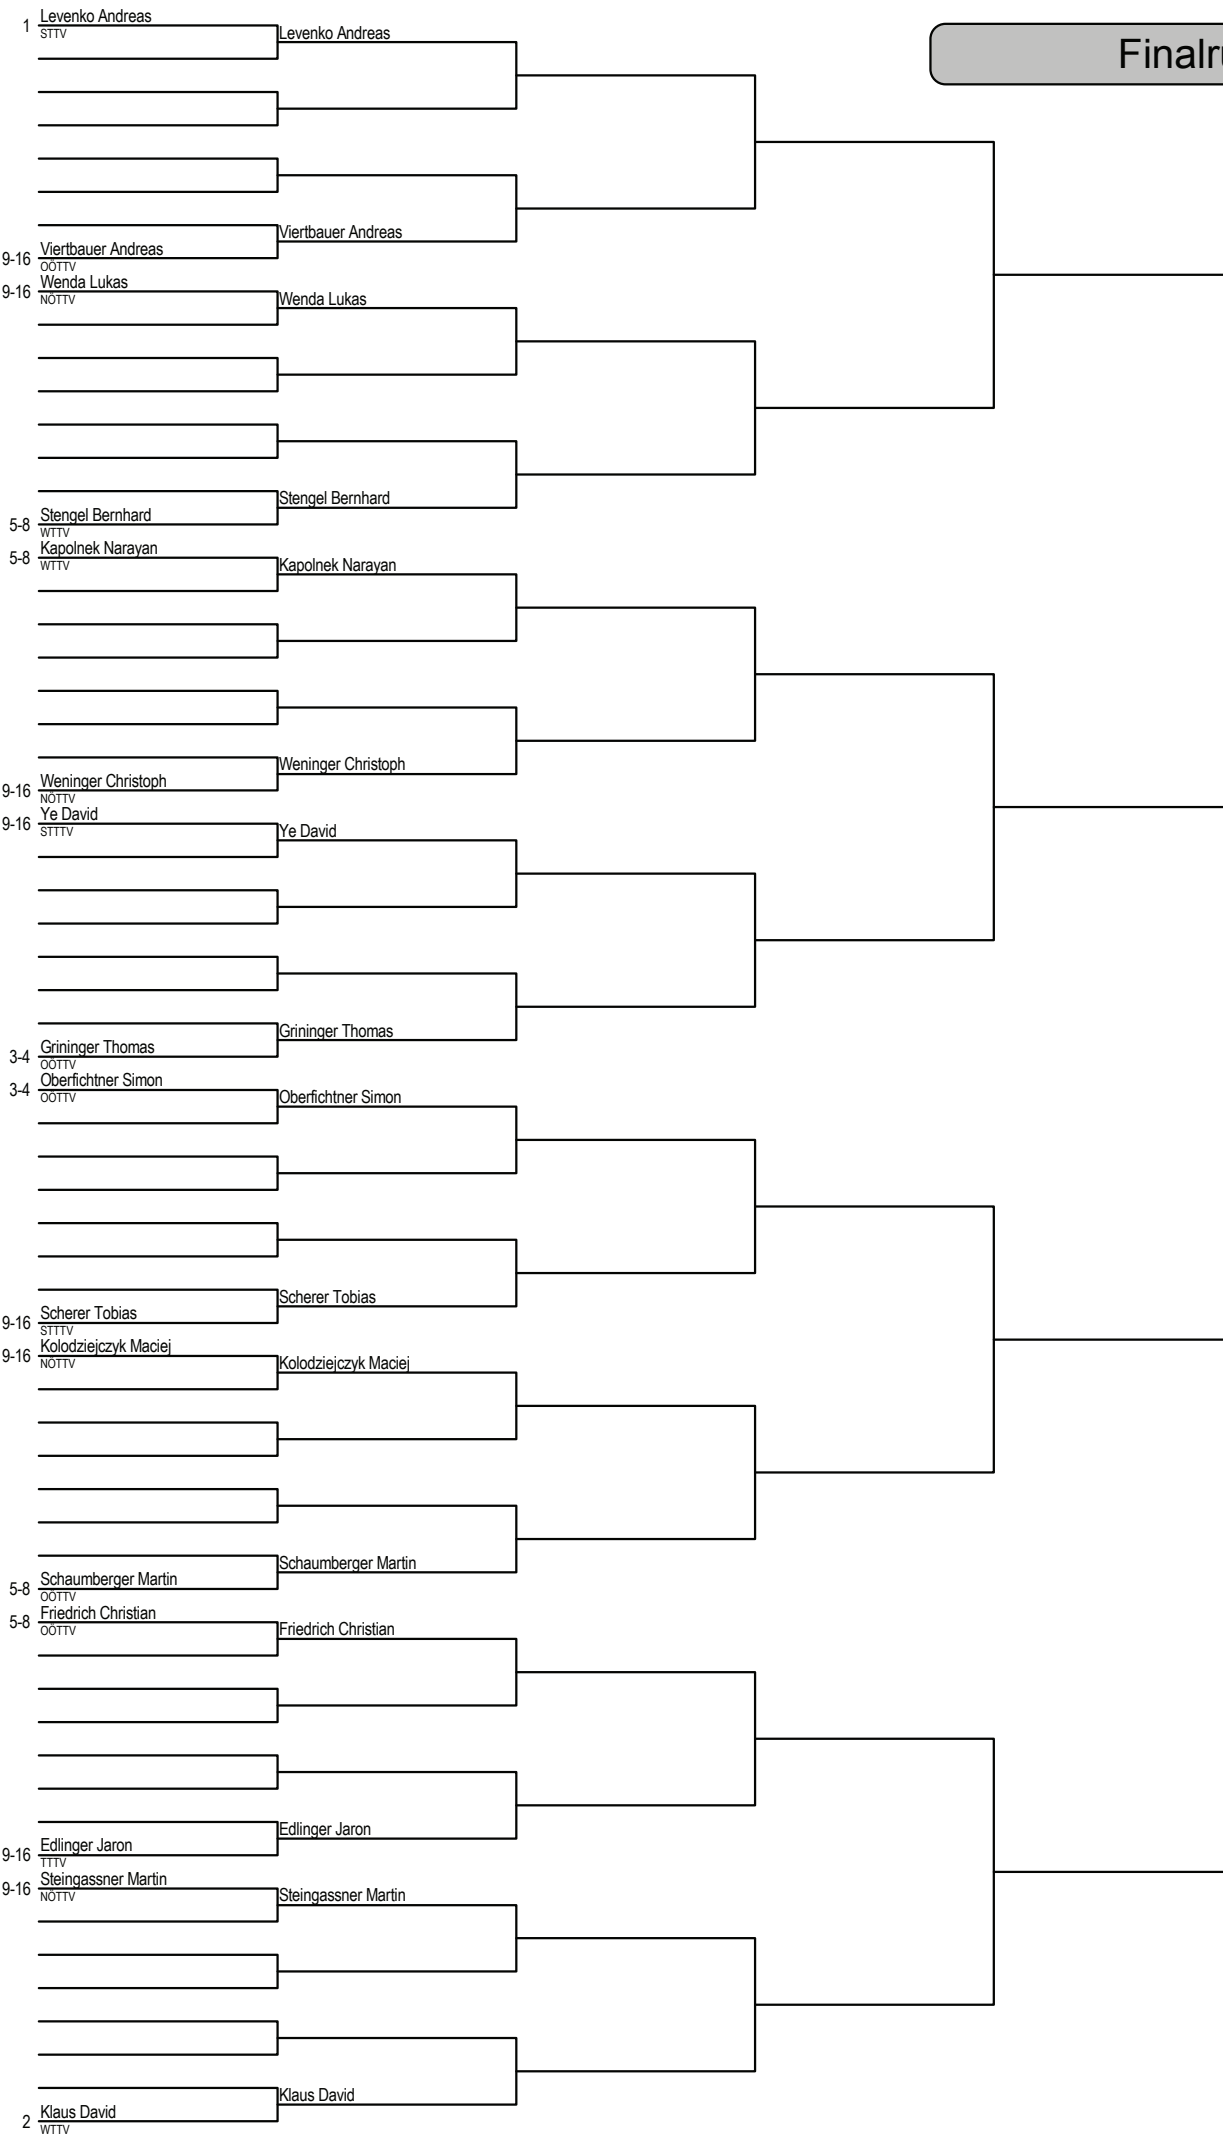 Finalr
1 Levenko Andreas
STTV
Levenko Andreas
Viertbauer Andreas
9-16 Viertbauer Andreas
OÖTTV
9-16 Wenda Lukas
NÖTTV
Wenda Lukas
Stengel Bernhard
5-8 Stengel Bernhard
WTTV
5-8 Kapolnek Narayan
WTTV
Kapolnek Narayan
Weninger Christoph
9-16 Weninger Christoph
NÖTTV
9-16 Ye David
STTTV
Ye David
Grininger Thomas
3-4 Grininger Thomas
OÖTTV
3-4 Oberfichtner Simon
OÖTTV
Oberfichtner Simon
Scherer Tobias
9-16 Scherer Tobias
STTTV
9-16 Kolodziejczyk Maciej
NÖTTV
Kolodziejczyk Maciej
Schaumberger Martin
5-8 Schaumberger Martin
OÖTTV
5-8 Friedrich Christian
OÖTTV
Friedrich Christian
Edlinger Jaron
9-16 Edlinger Jaron
TTTV
9-16 Steingassner Martin
NÖTTV
Steingassner Martin
Klaus David
2 Klaus David
WTTV